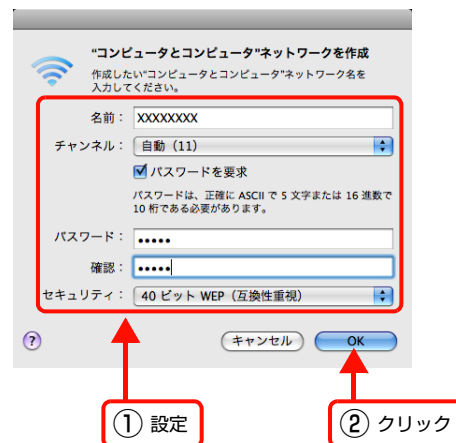 “コンピュータとコンピュータ”ネットワークを作成
作成したい“コンピュータとコンピュータ”ネットワーク名を
入力してください。
名前： XXXXXXXX
チャンネル： 自動（11）
パスワードを要求
パスワードは、正確に ASCII で 5 文字または 16 進数で
10 桁である必要があります。
パスワード： •••••
確認： •••••
セキュリティ： 40 ビット WEP（互換性重視）
? キャンセル OK
① 設定 ② クリック